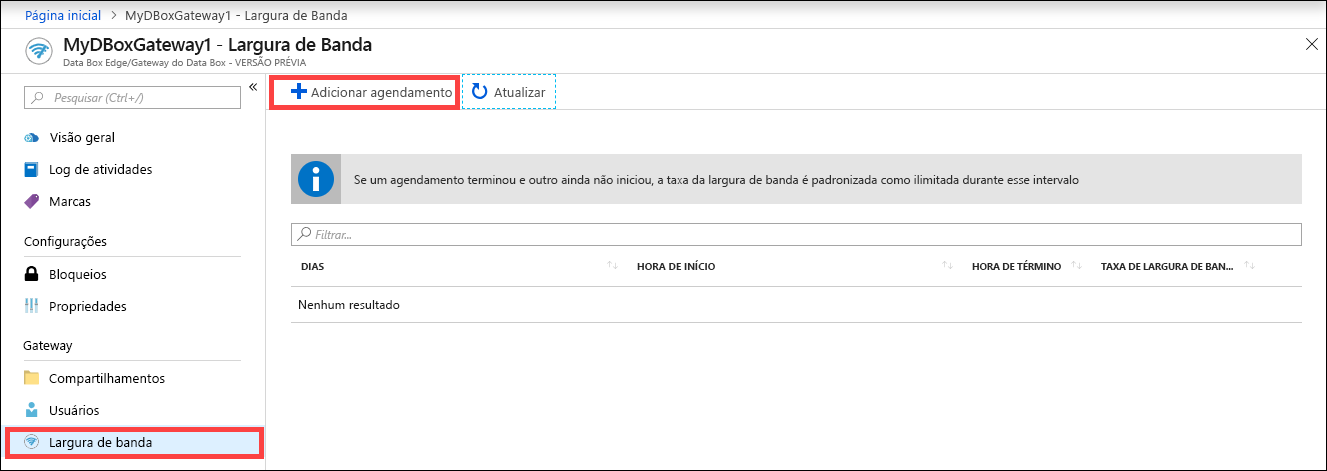 Página inicial > MyDBoxGateway1 - Largura de Banda
MyDBoxGateway1 - Largura de Banda
Data Box Edge/Gateway do Data Box - VERSÃO PRÉVIA
Pesquisar (Ctrl+/)
Visão geral
Log de atividades
Marcas
Configurações
Bloqueios
Propriedades
Gateway
Compartilhamentos
Usuários
Largura de banda
Adicionar agendamento Atualizar
Se um agendamento terminou e outro ainda não iniciou, a taxa da largura de banda é padronizada como ilimitada durante esse intervalo
Filtrar...
DIAS HORA DE INÍCIO HORA DE TÉRMINO TAXA DE LARGURA DE BAN...
Nenhum resultado